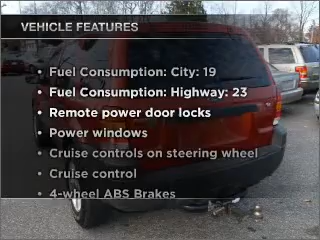 VEHICLE FEATURES
• Fuel Consumption: City: 19
• Fuel Consumption: Highway: 23
• Remote power door locks
• Power windows
• Cruise controls on steering wheel
• Cruise control
• 4-wheel ABS Brakes